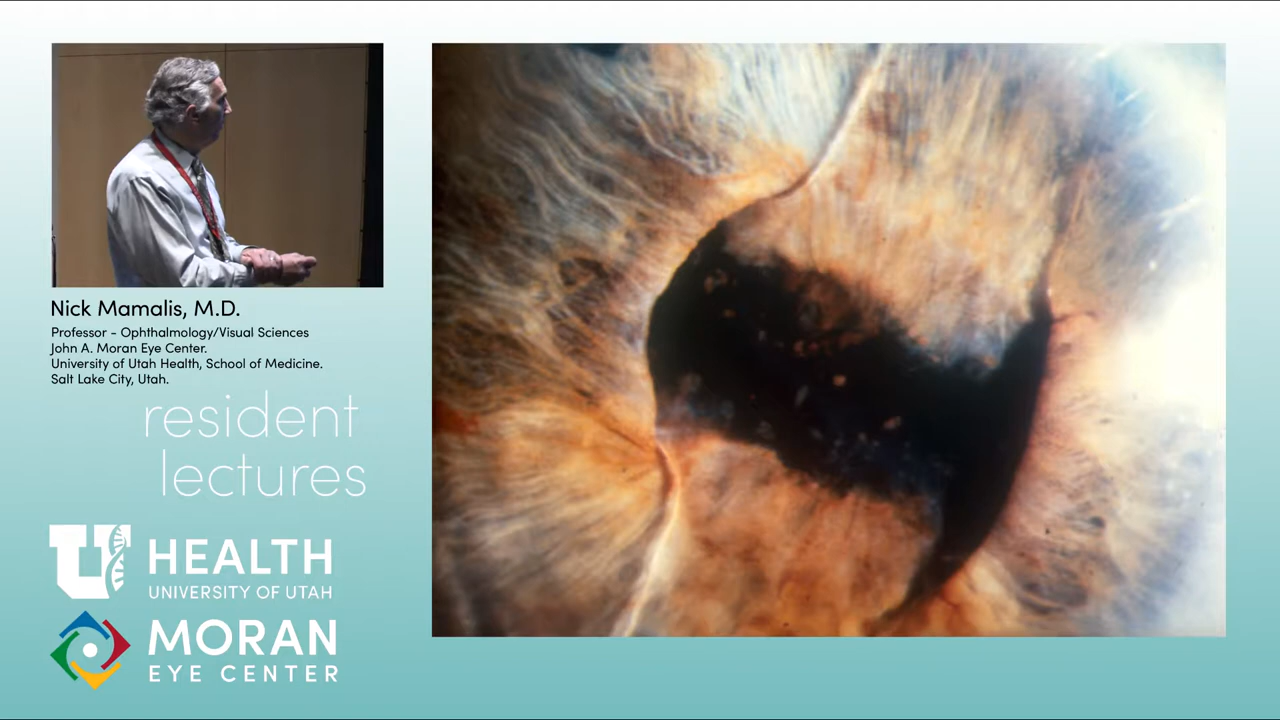 Nick Mamalis, M.D.
Professor - Ophthalmology/Visual Sciences
John A. Moran Eye Center.
University of Utah Health, School of Medicine.
Salt Lake City, Utah.
resident
lectures
U HEALTH
UNIVERSITY OF UTAH
MORAN
EYE CENTER